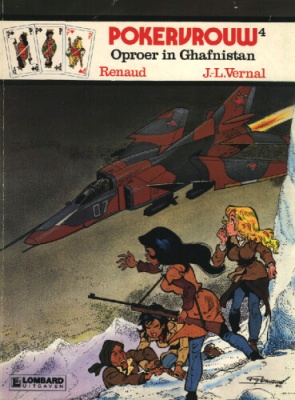 POKERVROUW 4
Oproer in Ghafnistan
Renaud J.-L. Vernal
07
LOMBARD
UITGAVEN